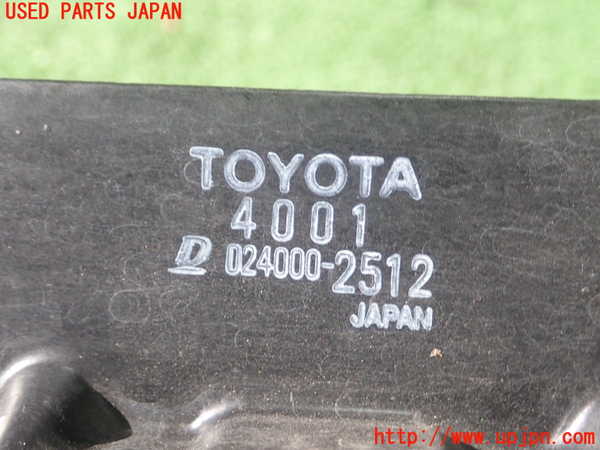 USED PARTS JAPAN
TOYOTA
4001
D 024000-2512
JAPAN
http://www.upjpn.com